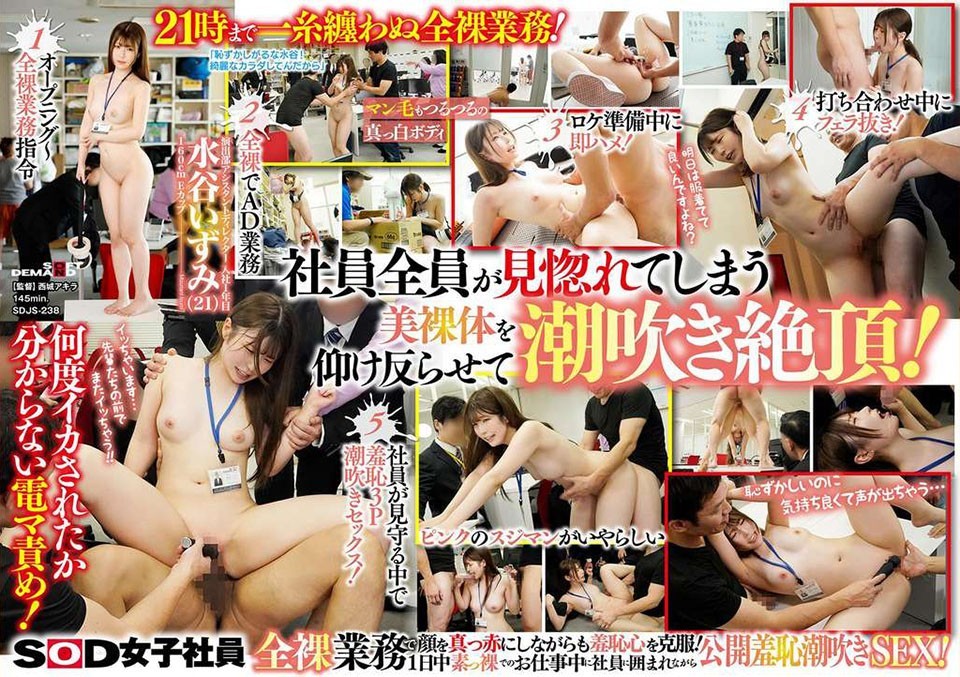 21時まで一糸纏わぬ全裸業務!
「恥ずかしがるな水谷!
綺麗なカラダしてんだから」
1
オープニング~
全裸業務指令
2
全裸でAD業務
マン毛もつるつるの
真っ白ボディ
3
ロケ準備中に
即ハメ!
4
打ち合わせ中に
フェラ抜き!
明日は服着てて
良いんですよね?
水谷いずみ(21)
160cm Eカップ
SOD
DEMAND
【監督】西城アキラ
145min.
SDJS-238
社員全員が見惚れてしまう
美裸体を
仰け反らせて
潮吹き絶頂!
イッちゃいます…
先輩たちの前で
またイッちゃう!!
何度イカされたか
分からない電マ責め!
5
社員が見守る中で
羞恥3P
潮吹きセックス!
ピンクのスジマンがいやらしい
恥ずかしいのに
気持ち良くて声が出ちゃう…
SOD女子社員
全裸業務で顔を真っ赤にしながらも羞恥心を克服!
1日中素っ裸でのお仕事中に社員に囲まれながら
公開羞恥潮吹きSEX!